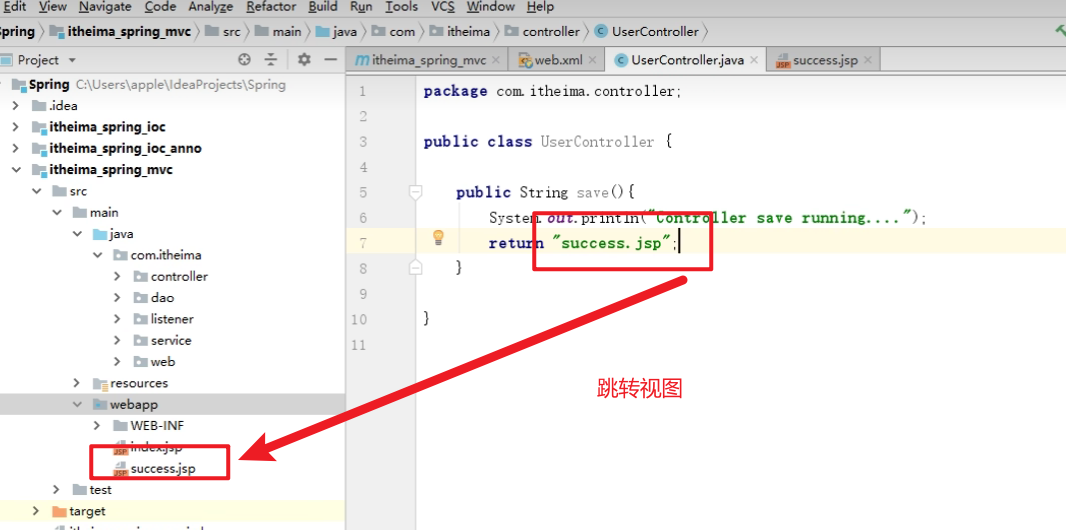 Edit View Navigate Code Analyze Refactor Build Run Tools VCS Window Help
Spring itheima_spring_mvc src main java com itheima controller UserController
Project itheima_spring_mvc web.xml UserController.java success.jsp
Spring C:\Users\apple\IdeaProjects\Spring
.idea
itheima_spring_ioc
itheima_spring_ioc_anno
itheima_spring_mvc
src
main
java
com.itheima
controller
dao
listener
service
web
resources
webapp
WEB-INF
index.jsp
success.jsp
test
target
1 package com.itheima.controller;
2
3 public class UserController {
4
5 public String save(){
6 System.out.println("Controller save running....");
7 return "success.jsp";
8 }
9
10 }
11
跳转视图